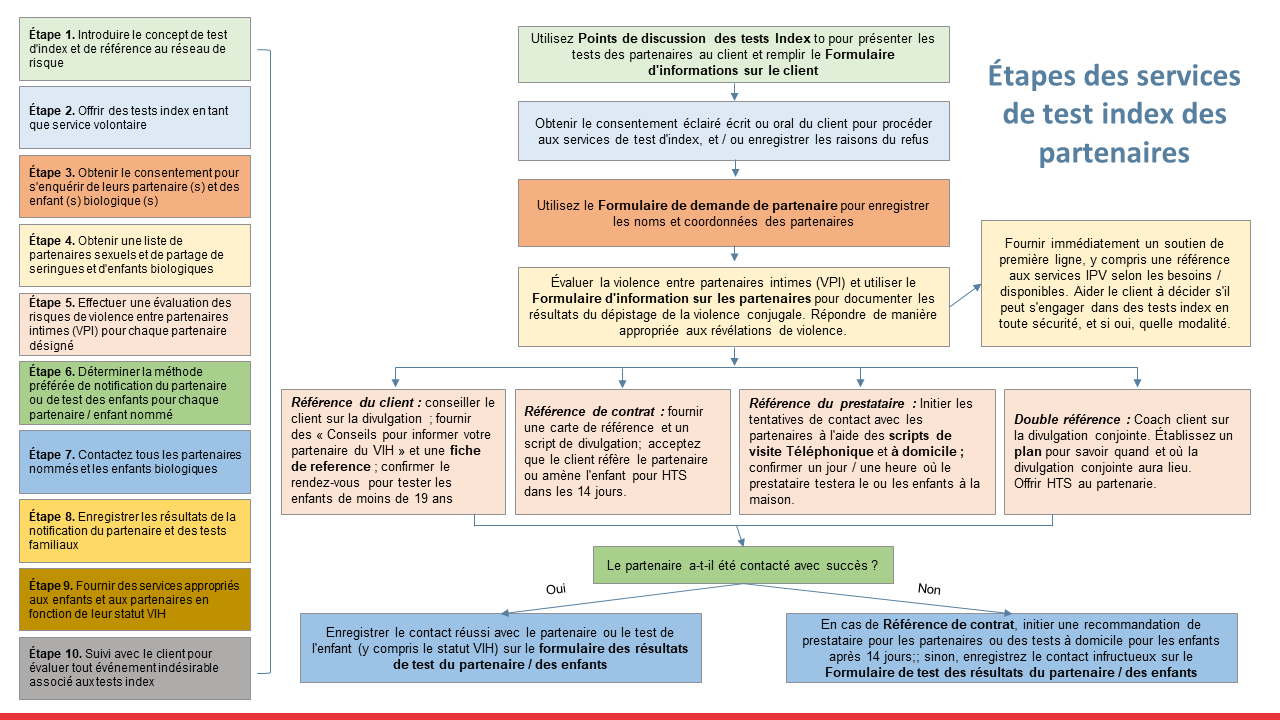 Étape 1. Introduire le concept de test
d'index et de référence au réseau de
risque
Étape 2. Offrir des tests index en tant
que service volontaire
Étape 3. Obtenir le consentement pour
s'enquérir de leurs partenaire (s) et des
enfant (s) biologique (s)
Étape 4. Obtenir une liste de
partenaires sexuels et de partage de
seringues et d'enfants biologiques
Étape 5. Effectuer une évaluation des
risques de violence entre partenaires
intimes (VPI) pour chaque partenaire
désigné
Étape 6. Déterminer la méthode
préférée de notification du partenaire
ou de test des enfants pour chaque
partenaire / enfant nommé
Étape 7. Contactez tous les partenaires
nommés et les enfants biologiques
Étape 8. Enregistrer les résultats de la
notification du partenaire et des tests
familiaux
Étape 9. Fournir des services appropriés
aux enfants et aux partenaires en
fonction de leur statut VIH
Étape 10. Suivi avec le client pour
évaluer tout événement indésirable
associé aux tests index
Étapes des services
de test index des
partenaires
Utilisez Points de discussion des tests Index to pour présenter les
tests des partenaires au client et remplir le Formulaire
d'informations sur le client
Obtenir le consentement éclairé écrit ou oral du client pour procéder
aux services de test d'index, et / ou enregistrer les raisons du refus
Utilisez le Formulaire de demande de partenaire pour enregistrer
les noms et coordonnées des partenaires
Évaluer la violence entre partenaires intimes (VPI) et utiliser le
Formulaire d'information sur les partenaires pour documenter les
résultats du dépistage de la violence conjugale. Répondre de manière
appropriée aux révélations de violence.
Fournir immédiatement un soutien de
première ligne, y compris une référence
aux services IPV selon les besoins /
disponibles. Aider le client à décider s'il
peut s'engager dans des tests index en
toute sécurité, et si oui, quelle modalité.
Référence du client : conseiller le
client sur la divulgation ; fournir
des « Conseils pour informer votre
partenaire du VIH » et une fiche
de reference ; confirmer le
rendez-vous pour tester les
enfants de moins de 19 ans
Référence de contrat : fournir
une carte de référence et un
script de divulgation; acceptez
que le client réfère le partenaire
ou amène l'enfant pour HTS
dans les 14 jours.
Référence du prestataire : Initier les
tentatives de contact avec les
partenaires à l'aide des scripts de
visite Téléphonique et à domicile ;
confirmer un jour / une heure où le
prestataire testera le ou les enfants à la
maison.
Double référence : Coach client sur
la divulgation conjointe. Établissez un
plan pour savoir quand et où la
divulgation conjointe aura lieu.
Offrir HTS au partenarie.
Le partenaire a-t-il été contacté avec succès ?
Oui
Non
Enregistrer le contact réussi avec le partenaire ou le test de
l'enfant (y compris le statut VIH) sur le formulaire des résultats
de test du partenaire / des enfants
En cas de Référence de contrat, initier une recommandation de
prestataire pour les partenaires ou des tests à domicile pour les enfants
après 14 jours;; sinon, enregistrez le contact infructueux sur le
Formulaire de test des résultats du partenaire / des enfants